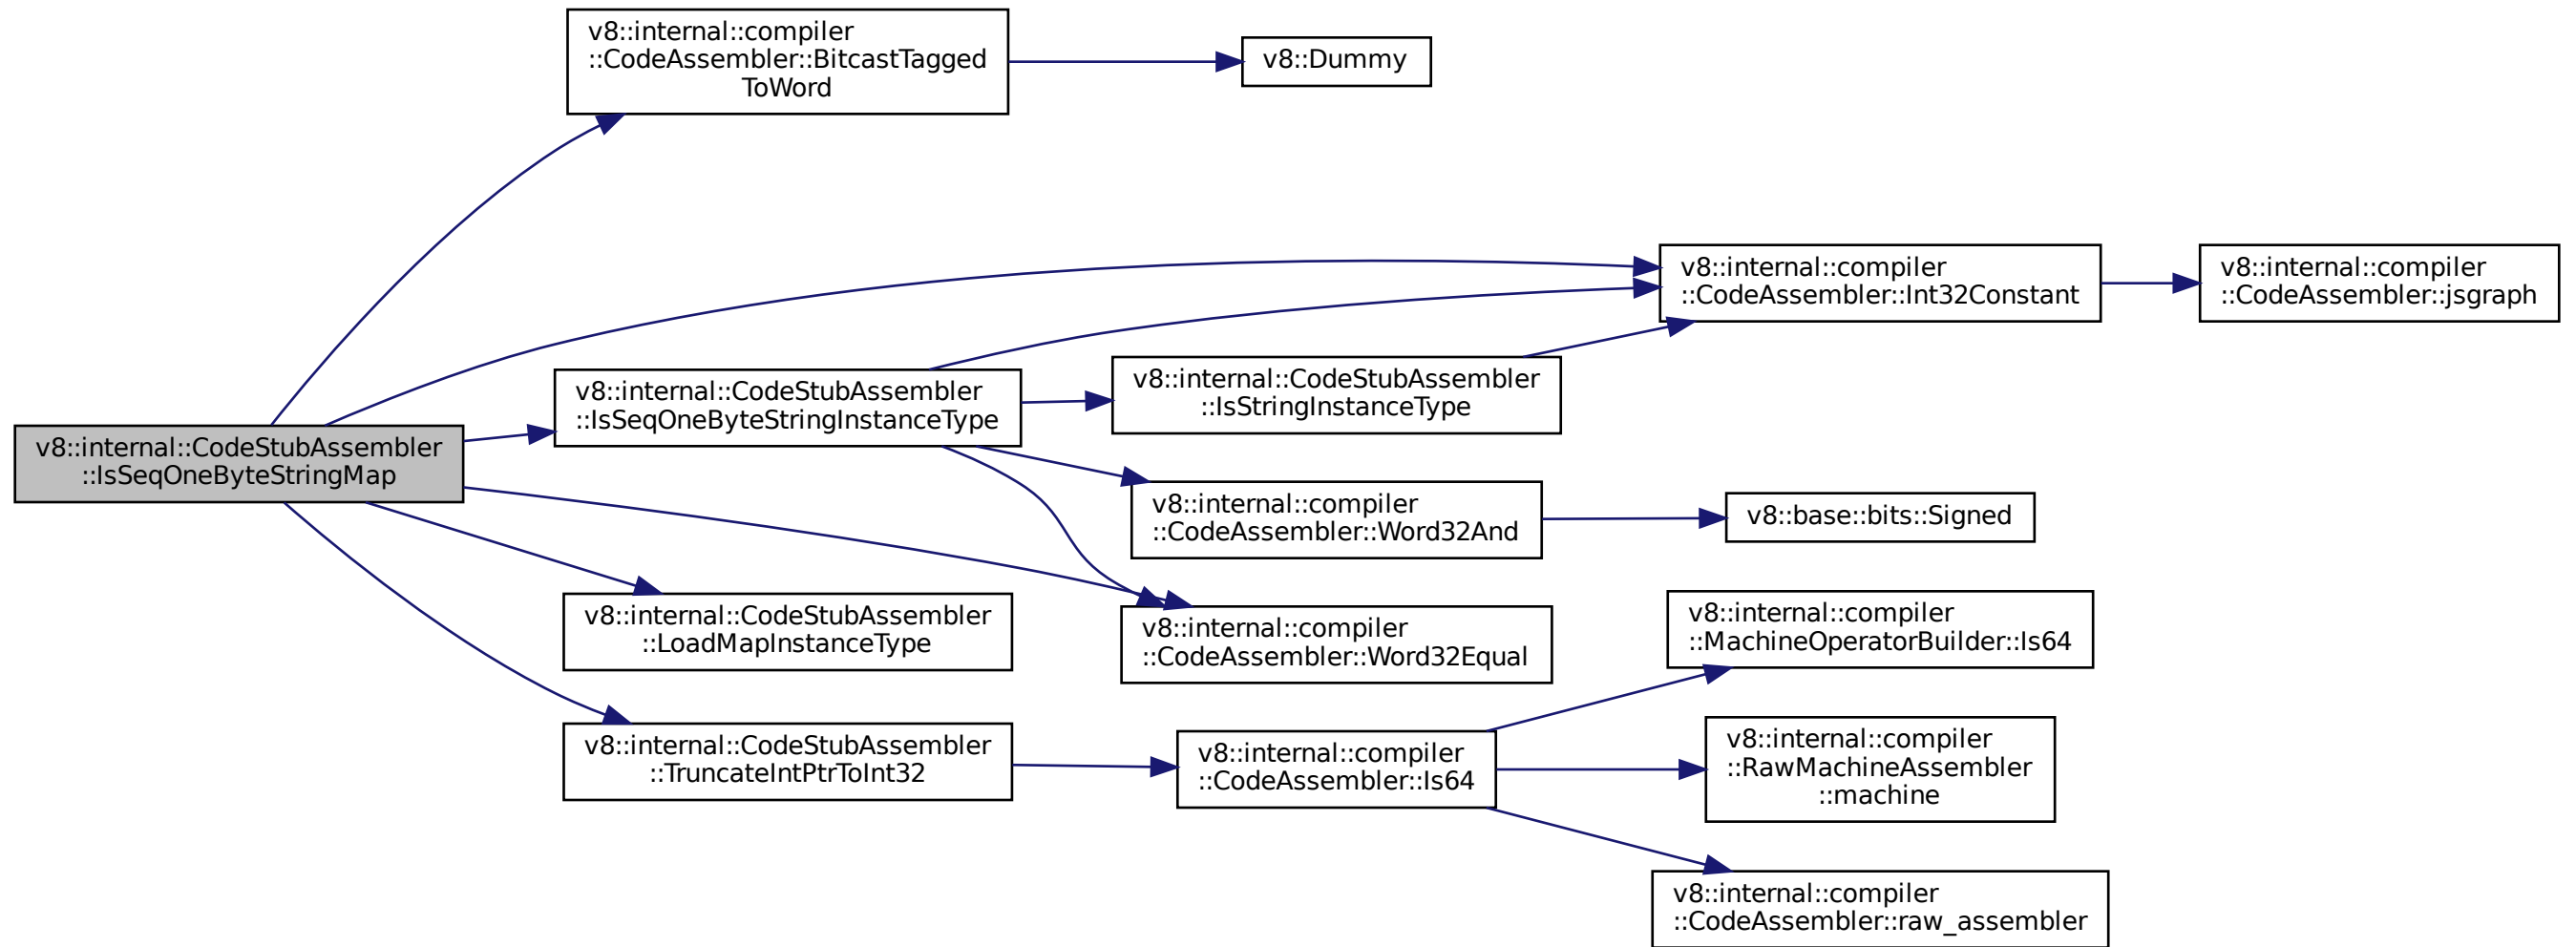 v8::internal::compiler
::CodeAssembler::BitcastTagged
ToWord
v8::Dummy
v8::internal::compiler
::CodeAssembler::Int32Constant
v8::internal::compiler
::CodeAssembler::jsgraph
v8::internal::CodeStubAssembler
::IsSeqOneByteStringInstanceType
v8::internal::CodeStubAssembler
::IsStringInstanceType
v8::internal::CodeStubAssembler
::IsSeqOneByteStringMap
v8::internal::compiler
::CodeAssembler::Word32And
v8::base::bits::Signed
v8::internal::CodeStubAssembler
::LoadMapInstanceType
v8::internal::compiler
::CodeAssembler::Word32Equal
v8::internal::compiler
::MachineOperatorBuilder::Is64
v8::internal::CodeStubAssembler
::TruncateIntPtrToInt32
v8::internal::compiler
::CodeAssembler::Is64
v8::internal::compiler
::RawMachineAssembler
::machine
v8::internal::compiler
::CodeAssembler::raw_assembler